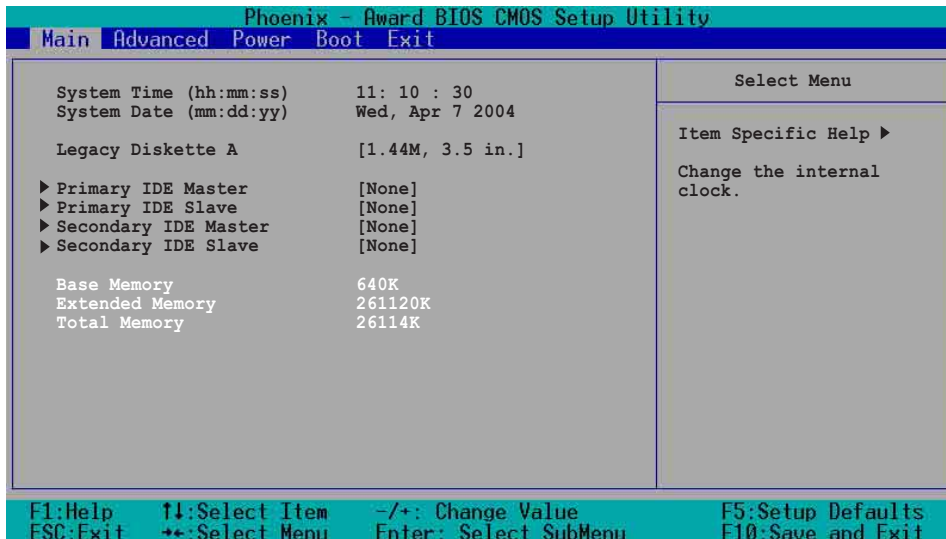 Phoenix - Award BIOS CMOS Setup Utility
Main Advanced Power Boot Exit
System Time (hh:mm:ss) 11: 10 : 30
System Date (mm:dd:yy) Wed, Apr 7 2004
Legacy Diskette A [1.44M, 3.5 in.]
Primary IDE Master [None]
Primary IDE Slave [None]
Secondary IDE Master [None]
Secondary IDE Slave [None]
Base Memory 640K
Extended Memory 261120K
Total Memory 26114K
Select Menu
Item Specific Help
Change the internal
clock.
F1:Help ↑↓:Select Item -/+: Change Value F5:Setup Defaults
ESC:Exit →←:Select Menu Enter: Select SubMenu F10:Save and Exit